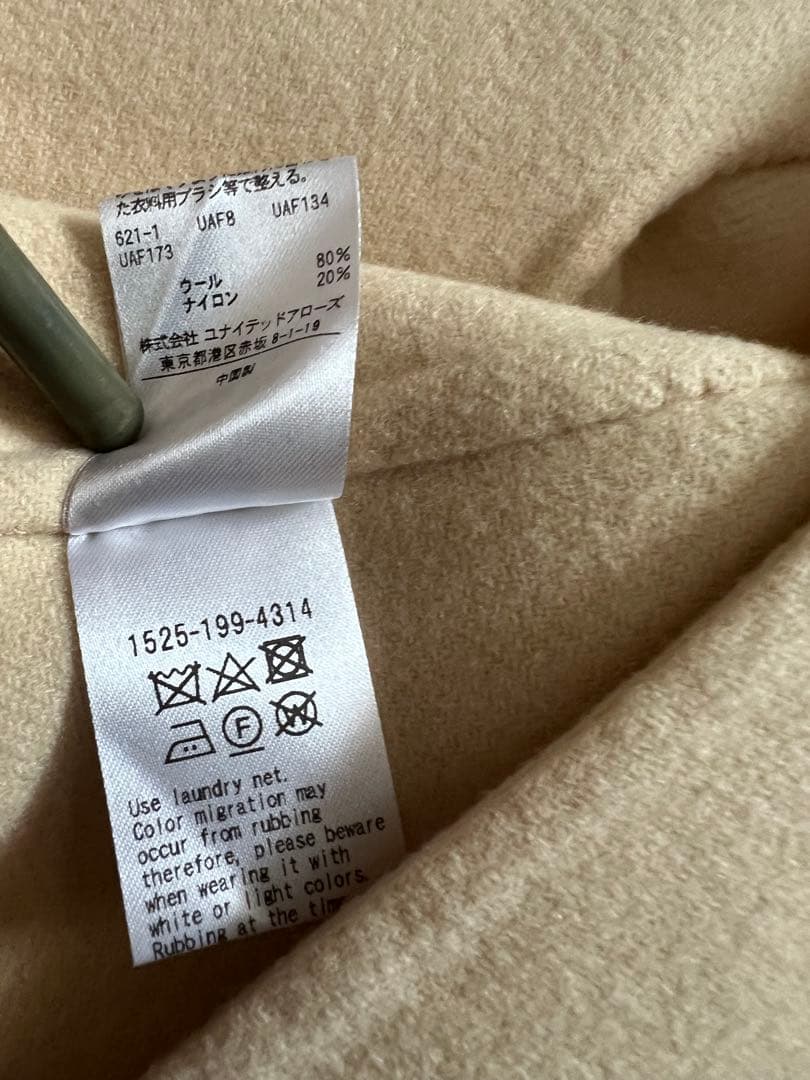 た衣料用ブラシ等で整える。
621-1 UAF8 UAF134
UAF173
ウール 80%
ナイロン 20%
株式会社 ユナイテッドアローズ
東京都港区赤坂 8-1-19
中国製
1525-199-4314
F
W
Use laundry net.
Color migration may
occur from rubbing
therefore, please beware
when wearing it with
white or light colors.
Rubbing at the